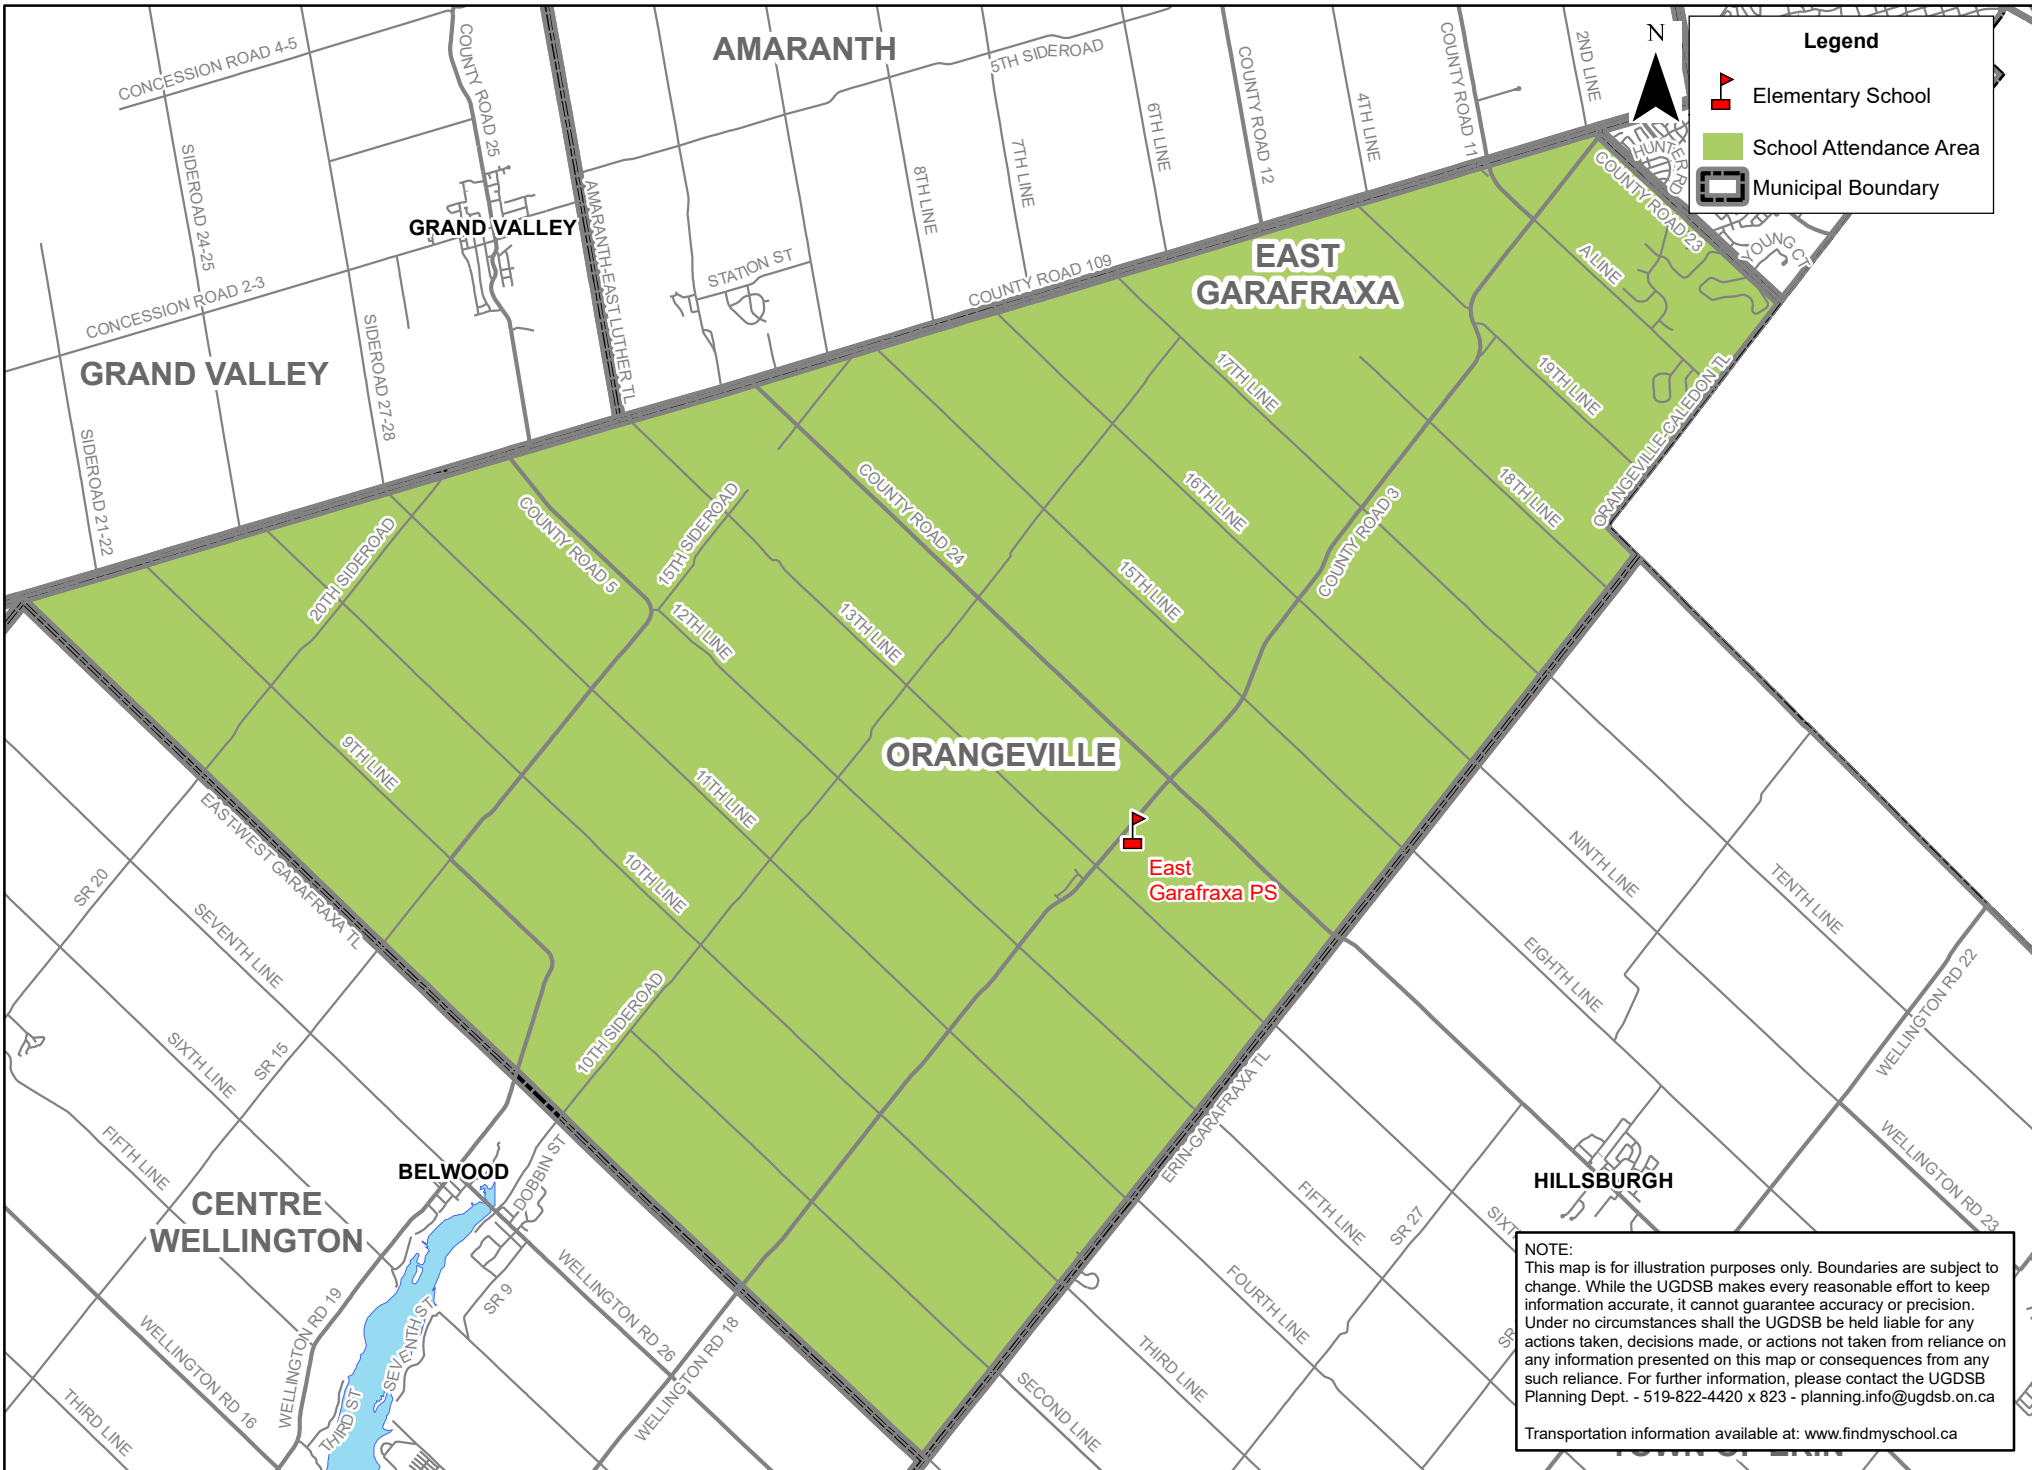 CONCESSION ROAD 4-5
COUNTY ROAD 25
AMARANTH
5TH SIDEROAD
COUNTY ROAD 12
COUNTY ROAD 11
2ND LINE
N
Legend
Elementary School
School Attendance Area
Municipal Boundary
SIDEROAD 24-25
6TH LINE
4TH LINE
7TH LINE
8TH LINE
HUNTER RD
COUNTY ROAD 23
GRAND VALLEY
AMARANTH-EAST LUTHER TL
STATION ST
COUNTY ROAD 109
EAST
GARAFRAXA
A LINE
YOUNG CT
CONCESSION ROAD 2-3
SIDEROAD 27-28
GRAND VALLEY
SIDEROAD 21-22
17TH LINE
19TH LINE
ORANGEVILLE-CALEDON TL
20TH SIDEROAD
COUNTY ROAD 5
15TH SIDEROAD
COUNTY ROAD 24
16TH LINE
COUNTY ROAD 3
18TH LINE
15TH LINE
12TH LINE
13TH LINE
ORANGEVILLE
9TH LINE
11TH LINE
EAST-WEST GARAFRAXA TL
10TH LINE
East
Garafraxa PS
SR 20
SEVENTH LINE
NINTH LINE
TENTH LINE
EIGHTH LINE
WELLINGTON RD 22
10TH SIDEROAD
SIXTH LINE
SR 15
ERIN-GARAFRAXA TL
FIFTH LINE
BELWOOD
DOBBIN ST
HILLSBURGH
WELLINGTON RD 23
CENTRE
WELLINGTON
FIFTH LINE
SR 27
SIXT
WELLINGTON RD 19
SR 9
WELLINGTON RD 26
FOURTH LINE
SEVENTH ST
WELLINGTON RD 18
THIRD LINE
SR
WELLINGTON RD 16
THIRD ST
SECOND LINE
THIRD LINE
NOTE:
This map is for illustration purposes only. Boundaries are subject to
change. While the UGDSB makes every reasonable effort to keep
information accurate, it cannot guarantee accuracy or precision.
Under no circumstances shall the UGDSB be held liable for any
actions taken, decisions made, or actions not taken from reliance on
any information presented on this map or consequences from any
such reliance. For further information, please contact the UGDSB
Planning Dept. - 519-822-4420 x 823 - planning.info@ugdsb.on.ca
Transportation information available at: www.findmyschool.ca
TOWN OF ERIN